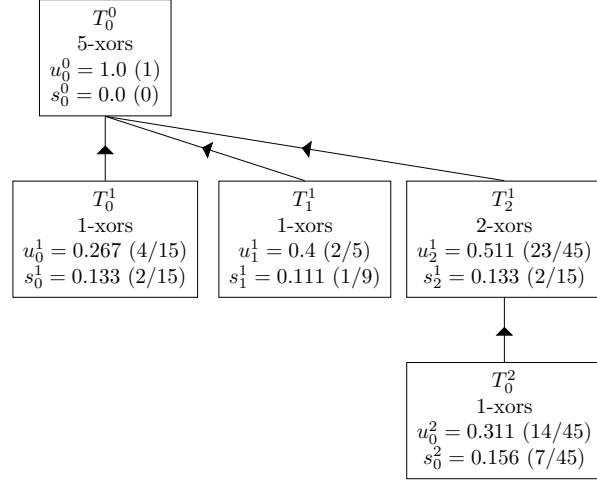 T_0^0
5-xors
u_0^0 = 1.0 (1)
s_0^0 = 0.0 (0)
T_0^1
1-xors
u_0^1 = 0.267 (4/15)
s_0^1 = 0.133 (2/15)
T_1^1
1-xors
u_1^1 = 0.4 (2/5)
s_1^1 = 0.111 (1/9)
T_2^1
2-xors
u_2^1 = 0.511 (23/45)
s_2^1 = 0.133 (2/15)
T_0^2
1-xors
u_0^2 = 0.311 (14/45)
s_0^2 = 0.156 (7/45)